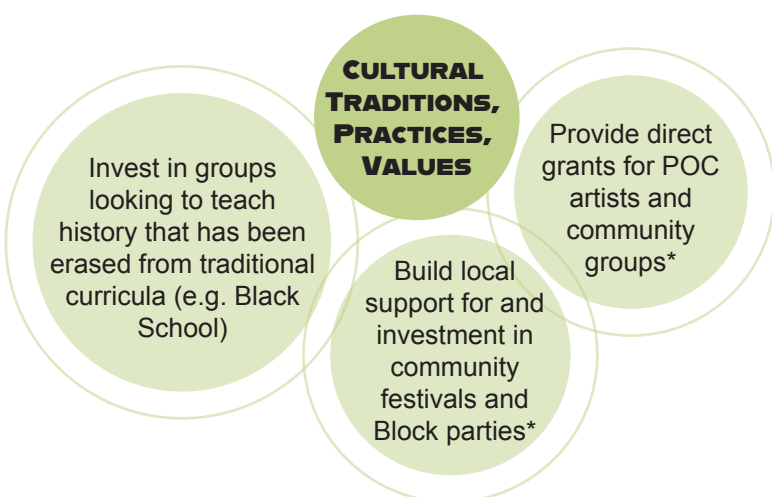 CULTURAL
TRADITIONS,
PRACTICES,
VALUES
Invest in groups
looking to teach
history that has been
erased from traditional
curricula (e.g. Black
School)
Build local
support for and
investment in
community
festivals and
Block parties*
Provide direct
grants for POC
artists and
community
groups*